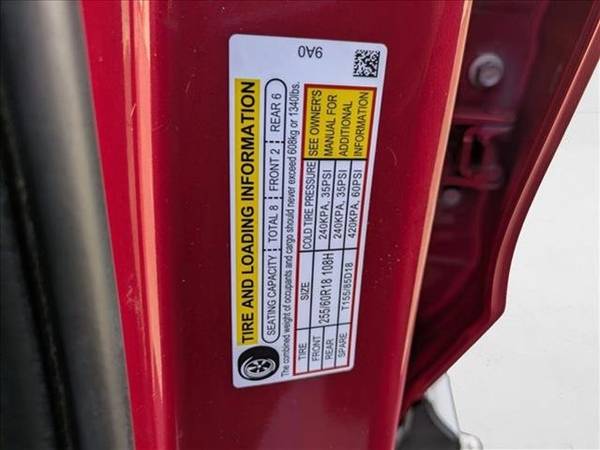 9A0
TIRE AND LOADING INFORMATION
SEATING CAPACITY TOTAL 8 FRONT 2 REAR 6
The combined weight of occupants and cargo should never exceed 608kg or 1340lbs.
TIRE SIZE COLD TIRE PRESSURE SEE OWNER'S MANUAL FOR ADDITIONAL INFORMATION
FRONT 255/60R18 108H 240KPA, 35PSI
REAR 240KPA, 35PSI
SPARE T155/85D18 420KPA, 60PSI